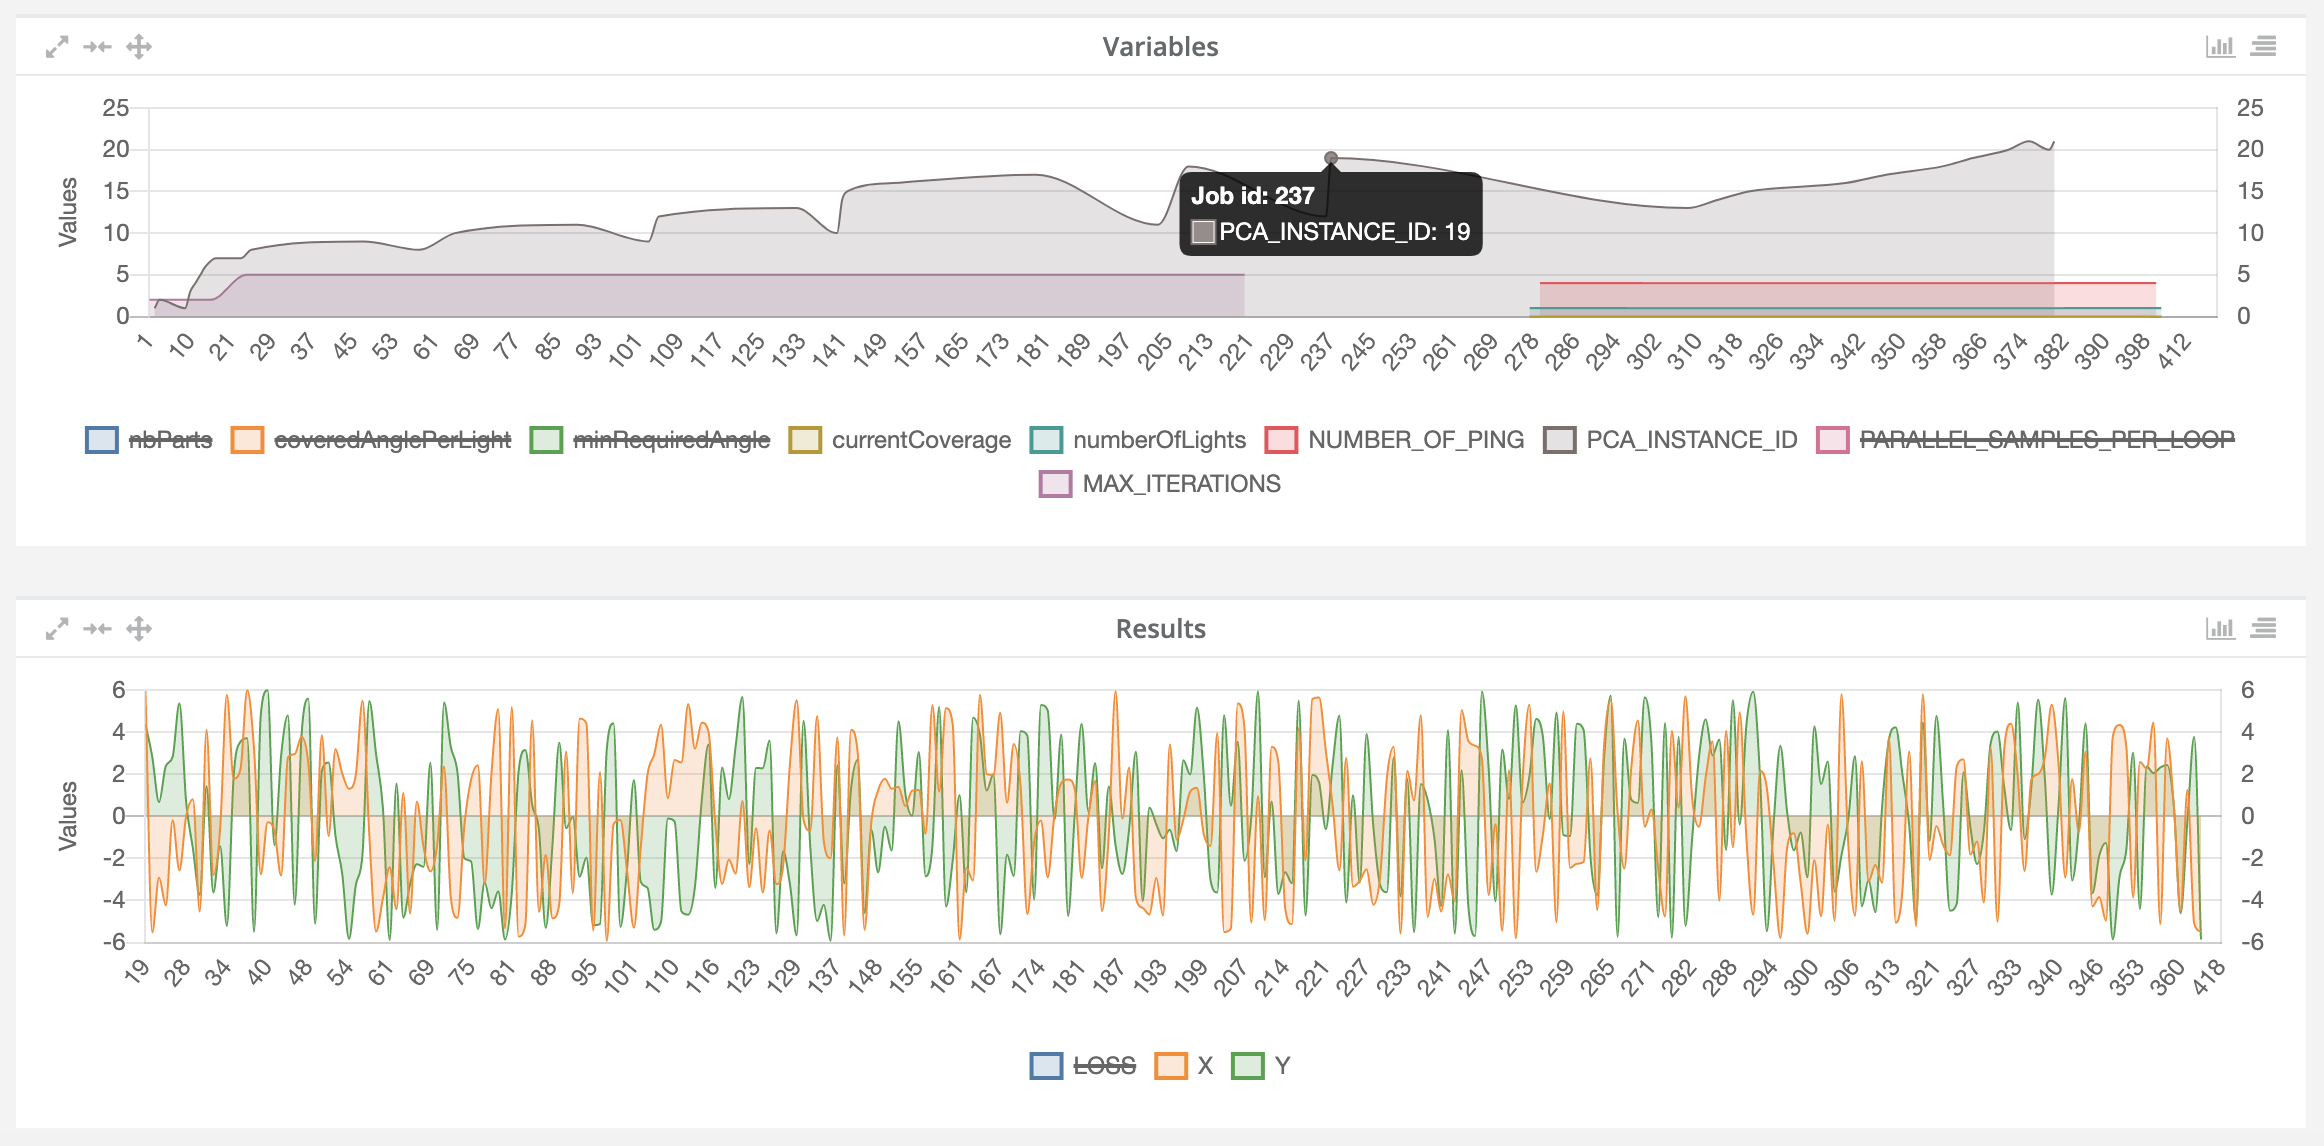 Variables
25 25
20 20
15 15
10 10
5 5
0 0
Values
Job id: 237
PCA_INSTANCE_ID: 19
1 10 21 29 37 45 53 61 69 77 85 93 101 109 117 125 133 141 149 157 165 173 181 189 197 205 213 221 229 237 245 253 261 269 278 286 294 302 310 318 326 334 342 350 358 366 374 382 390 398 412
nbParts coveredAnglePerLight minRequiredAngle currentCoverage numberOfLights NUMBER_OF_PING PCA_INSTANCE_ID PARALLEL_SAMPLES_PER_LOOP
MAX_ITERATIONS
Results
6 6
4 4
2 2
0 0
-2 -2
-4 -4
-6 -6
Values
19 28 34 40 48 54 61 69 75 81 88 95 101 110 116 123 129 137 148 155 161 167 174 181 187 193 199 207 214 221 227 233 241 247 253 259 265 271 282 288 294 300 306 313 321 327 333 340 346 353 360 418
LOSS X Y